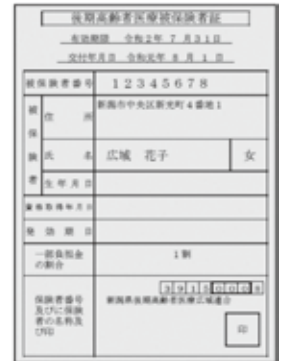 後期高齢者医療被保険者証
有効期限 令和2年 7月31日
交付年月日 令和元年 8月 1日
被保険者番号 12345678
被保険者
住所 新潟市中央区新光町4番地1
氏名 広域 花子 女
生年月日
資格取得年月日
発効期日
一部負担金の割合 1割
保険者番号
及びに保険
者の名称及
び印
39150008
新潟県後期高齢者医療広域連合
印